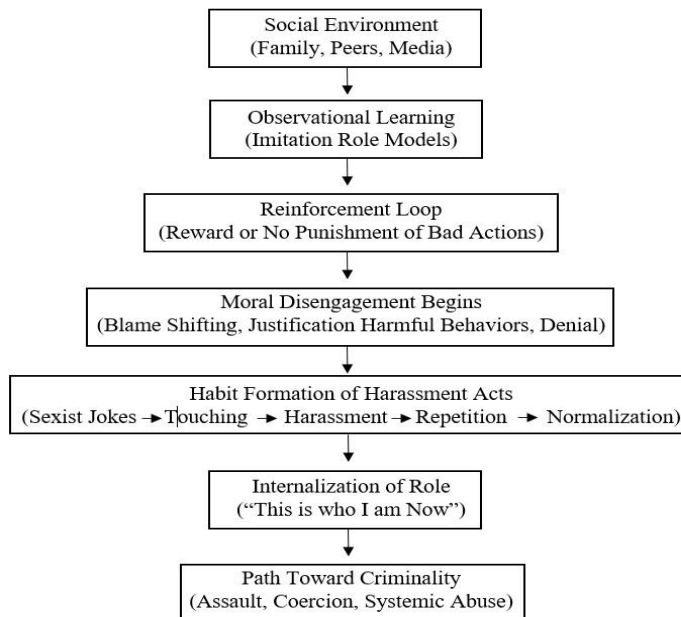 Social Environment
(Family, Peers, Media)
Observational Learning
(Imitation Role Models)
Reinforcement Loop
(Reward or No Punishment of Bad Actions)
Moral Disengagement Begins
(Blame Shifting, Justification Harmful Behaviors, Denial)
Habit Formation of Harassment Acts
(Sexist Jokes → Touching → Harassment → Repetition → Normalization)
Internalization of Role
(“This is who I am Now”)
Path Toward Criminality
(Assault, Coercion, Systemic Abuse)